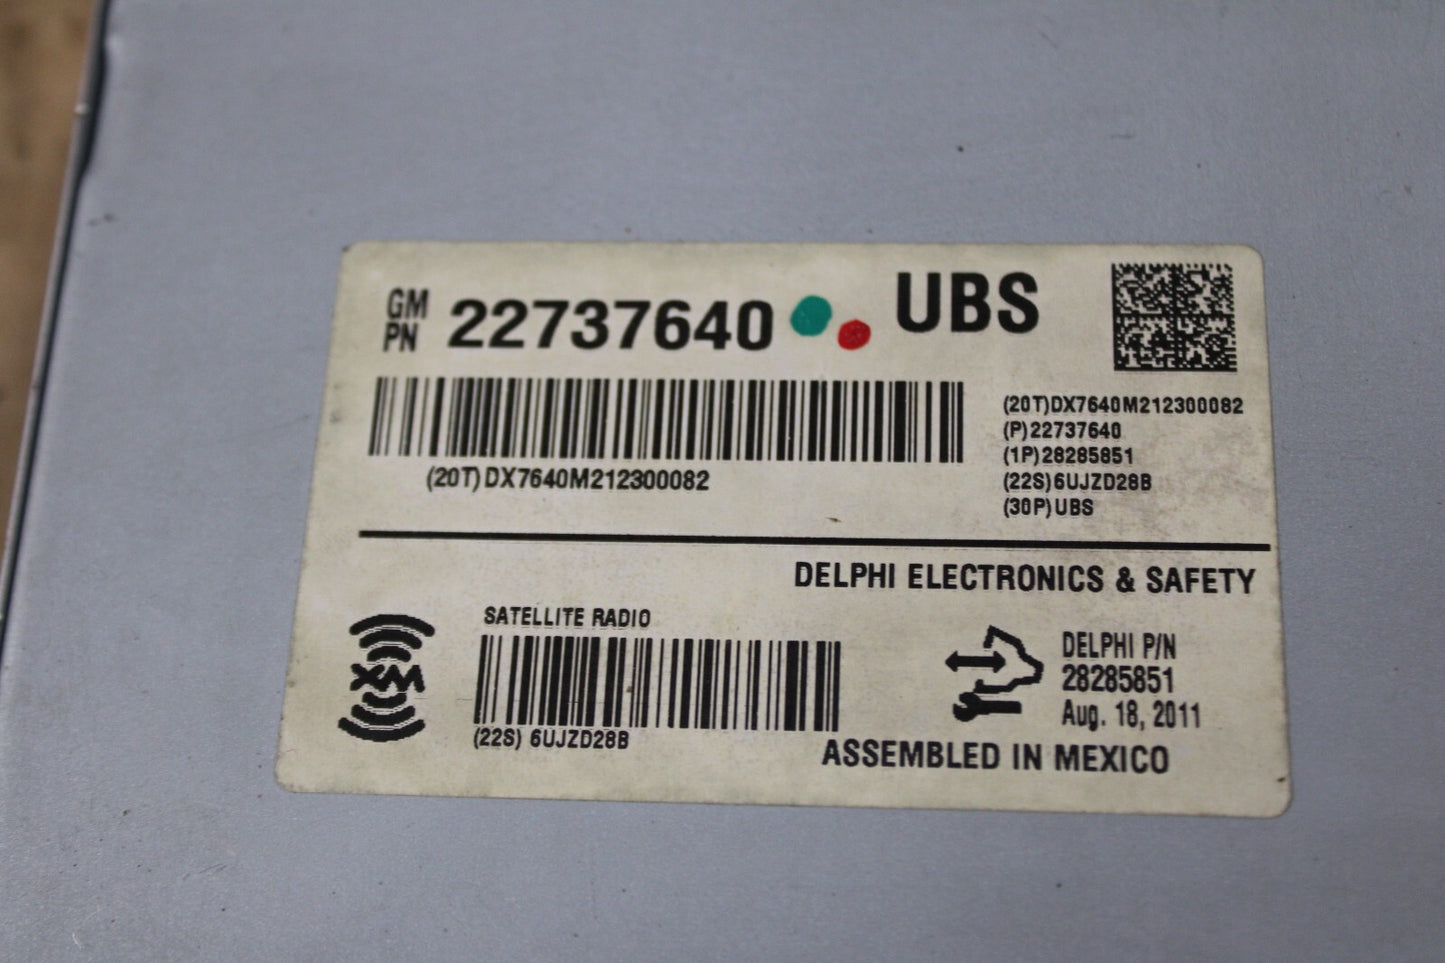 GM
PN 22737640 UBS
(20T)DX7640M212300082
(20T)DX7640M212300082
(P)22737640
(1P)28285851
(22S)6UJZD28B
(30P)UBS
DELPHI ELECTRONICS & SAFETY
XM
SATELLITE RADIO
(22S) 6UJZD28B
DELPHI P/N
28285851
Aug. 18, 2011
ASSEMBLED IN MEXICO